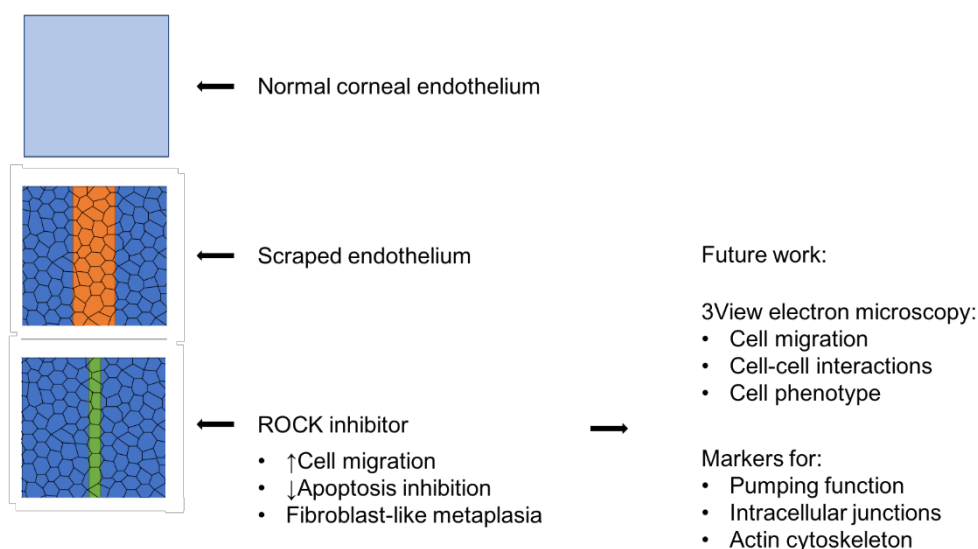 Normal corneal endothelium
Scraped endothelium
ROCK inhibitor
• ↑Cell migration
• ↓Apoptosis inhibition
• Fibroblast-like metaplasia
Future work:
3View electron microscopy:
• Cell migration
• Cell-cell interactions
• Cell phenotype
Markers for:
• Pumping function
• Intracellular junctions
• Actin cytoskeleton